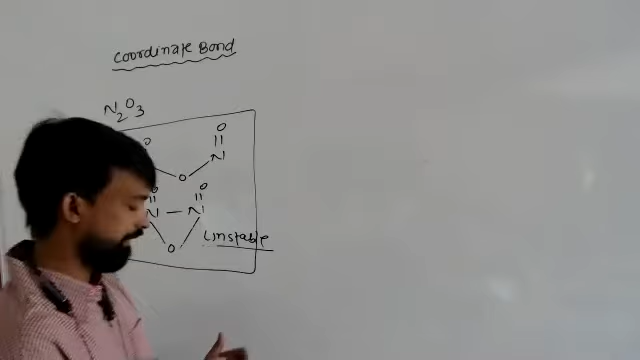 Coordinate Bond
N2O3
O O
|| ||
N
O
O O
|| ||
N — N
Unstable
O